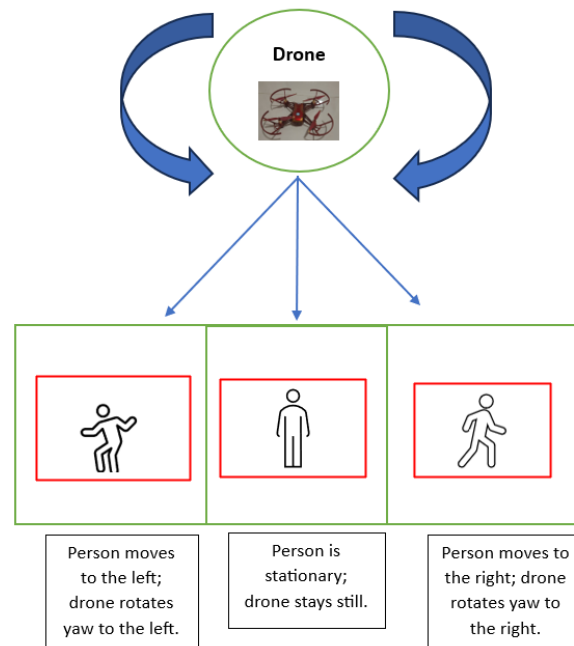 Drone
Person moves
to the left;
drone rotates
yaw to the left.
Person is
stationary;
drone stays still.
Person moves to
the right; drone
rotates yaw to
the right.